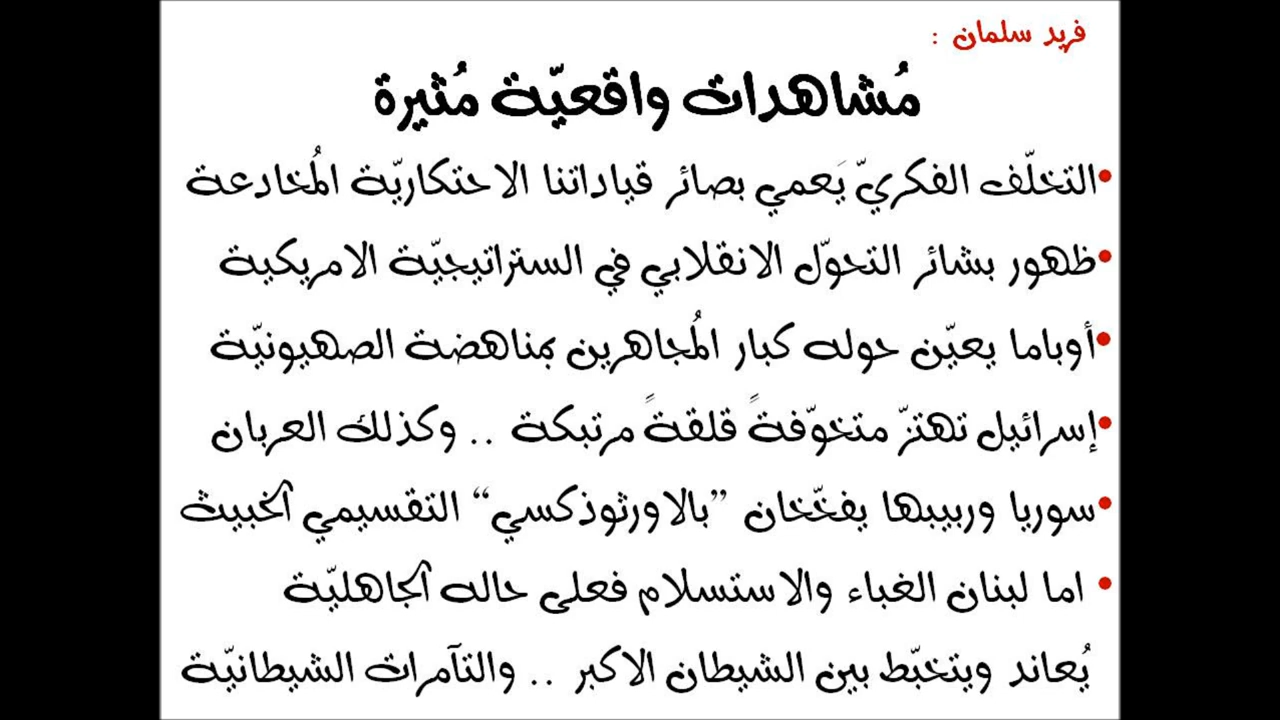 فريد سلمان :
مُشاهدات واقعيّة مُثيرة
•التخلّف الفكريّ يَعمي بصائر قياداتنا الاحتكاريّة المُخادعة
•ظهور بشائر التحوّل الانقلابي في الستراتيجيّة الامريكية
•أوباما يعيّن حوله كبار المُجاهرين بمناهضة الصهيونيّة
•إسرائيل تهتزّ متخوّفةً قلقةً مرتبكة .. وكذلك العربان
•سوريا وربيبها يفخّخان ”بالاورثوذكسي“ التقسيمي الخبيث
• اما لبنان الغباء والاستسلام فعلى حاله الجاهليّة
يُعاند ويتخبّط بين الشيطان الاكبر .. والتآمرات الشيطانيّة